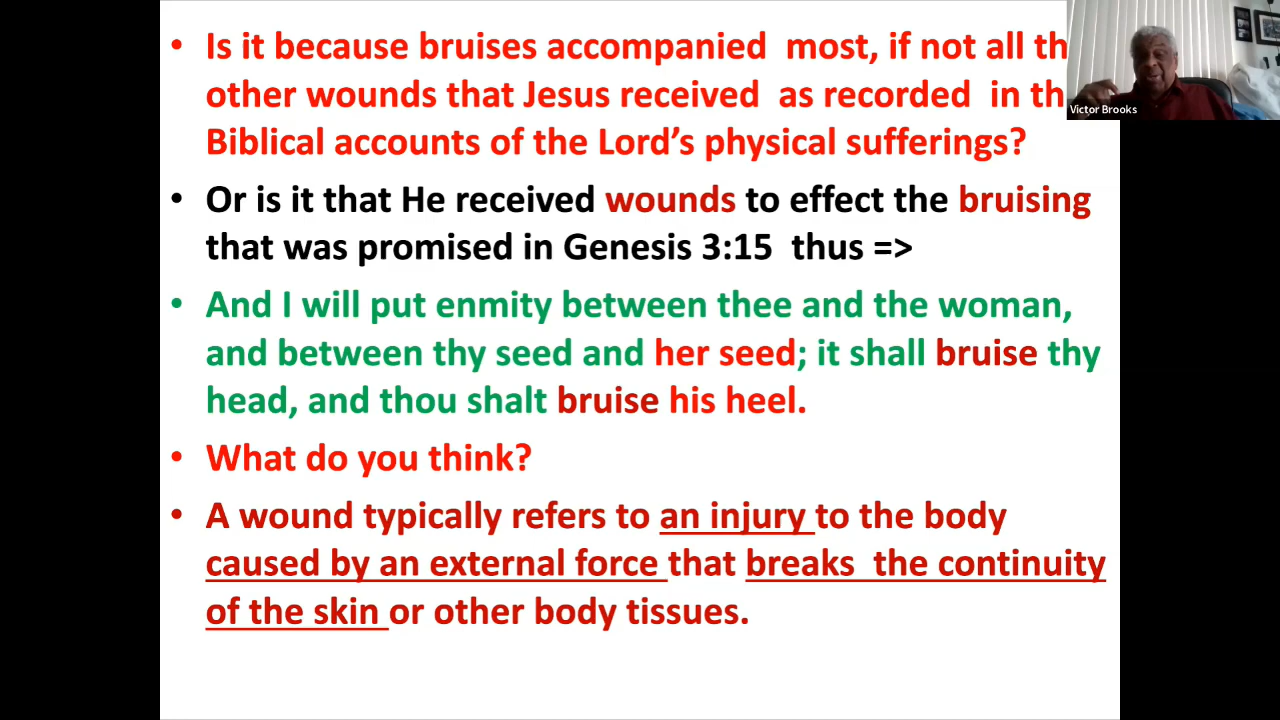 • Is it because bruises accompanied most, if not all th
other wounds that Jesus received as recorded in th
Biblical accounts of the Lord's physical sufferings?
• Or is it that He received wounds to effect the bruising
that was promised in Genesis 3:15 thus =>
• And I will put enmity between thee and the woman,
and between thy seed and her seed; it shall bruise thy
head, and thou shalt bruise his heel.
• What do you think?
• A wound typically refers to an injury to the body
caused by an external force that breaks the continuity
of the skin or other body tissues.
Victor Brooks